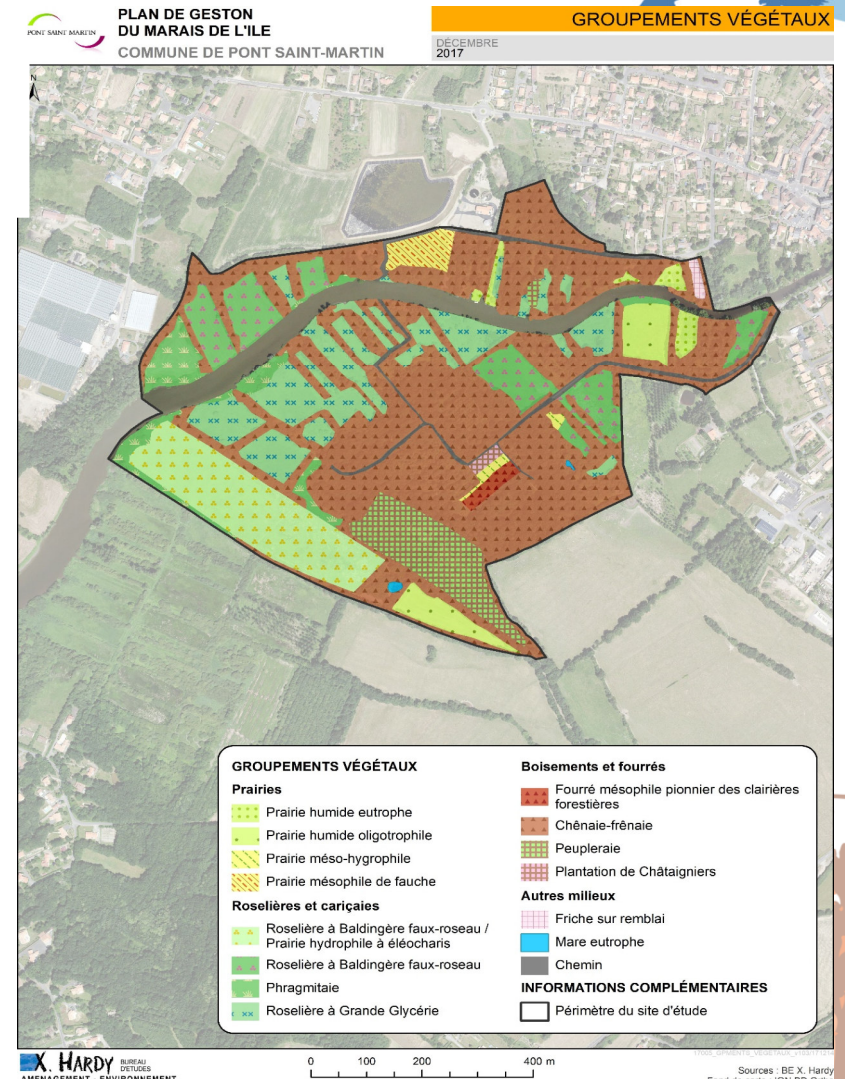 PONT SAINT MARTIN
PLAN DE GESTON
DU MARAIS DE L'ILE
COMMUNE DE PONT SAINT-MARTIN
GROUPEMENTS VÉGÉTAUX
DÉCEMBRE
2017
N
GROUPEMENTS VÉGÉTAUX
Prairies
Prairie humide eutrophe
Prairie humide oligotrophile
Prairie méso-hygrophile
Prairie mésophile de fauche
Roselières et cariçaies
Roselière à Baldingère faux-roseau /
Prairie hydrophile à éléocharis
Roselière à Baldingère faux-roseau
Phragmitaie
Roselière à Grande Glycérie
Boisements et fourrés
Fourré mésophile pionnier des clairières
forestières
Chênaie-frênaie
Peupleraie
Plantation de Châtaigniers
Autres milieux
Friche sur remblai
Mare eutrophe
Chemin
INFORMATIONS COMPLÉMENTAIRES
Périmètre du site d'étude
X. HARDY BUREAU
D'ETUDES
AMENAGEMENT - ENVIRONNEMENT
0 100 200 400 m
Sources : BE X. Hardy